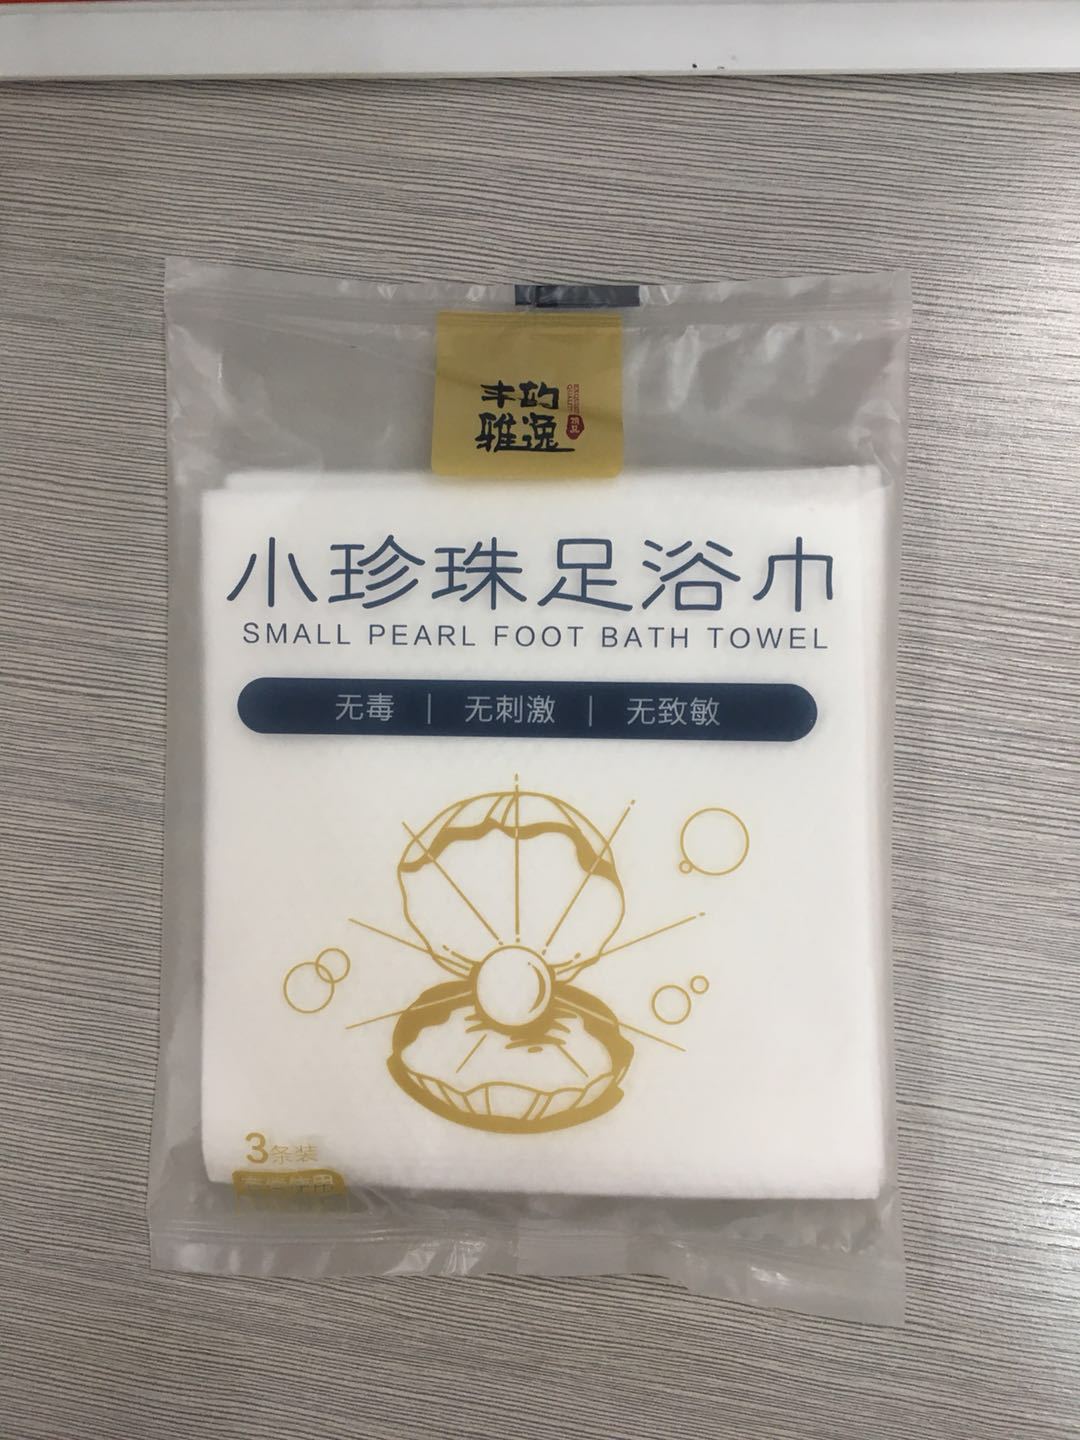 丰韵
雅逸
小珍珠足浴巾
SMALL PEARL FOOT BATH TOWEL
无毒 | 无刺激 | 无致敏
3条装